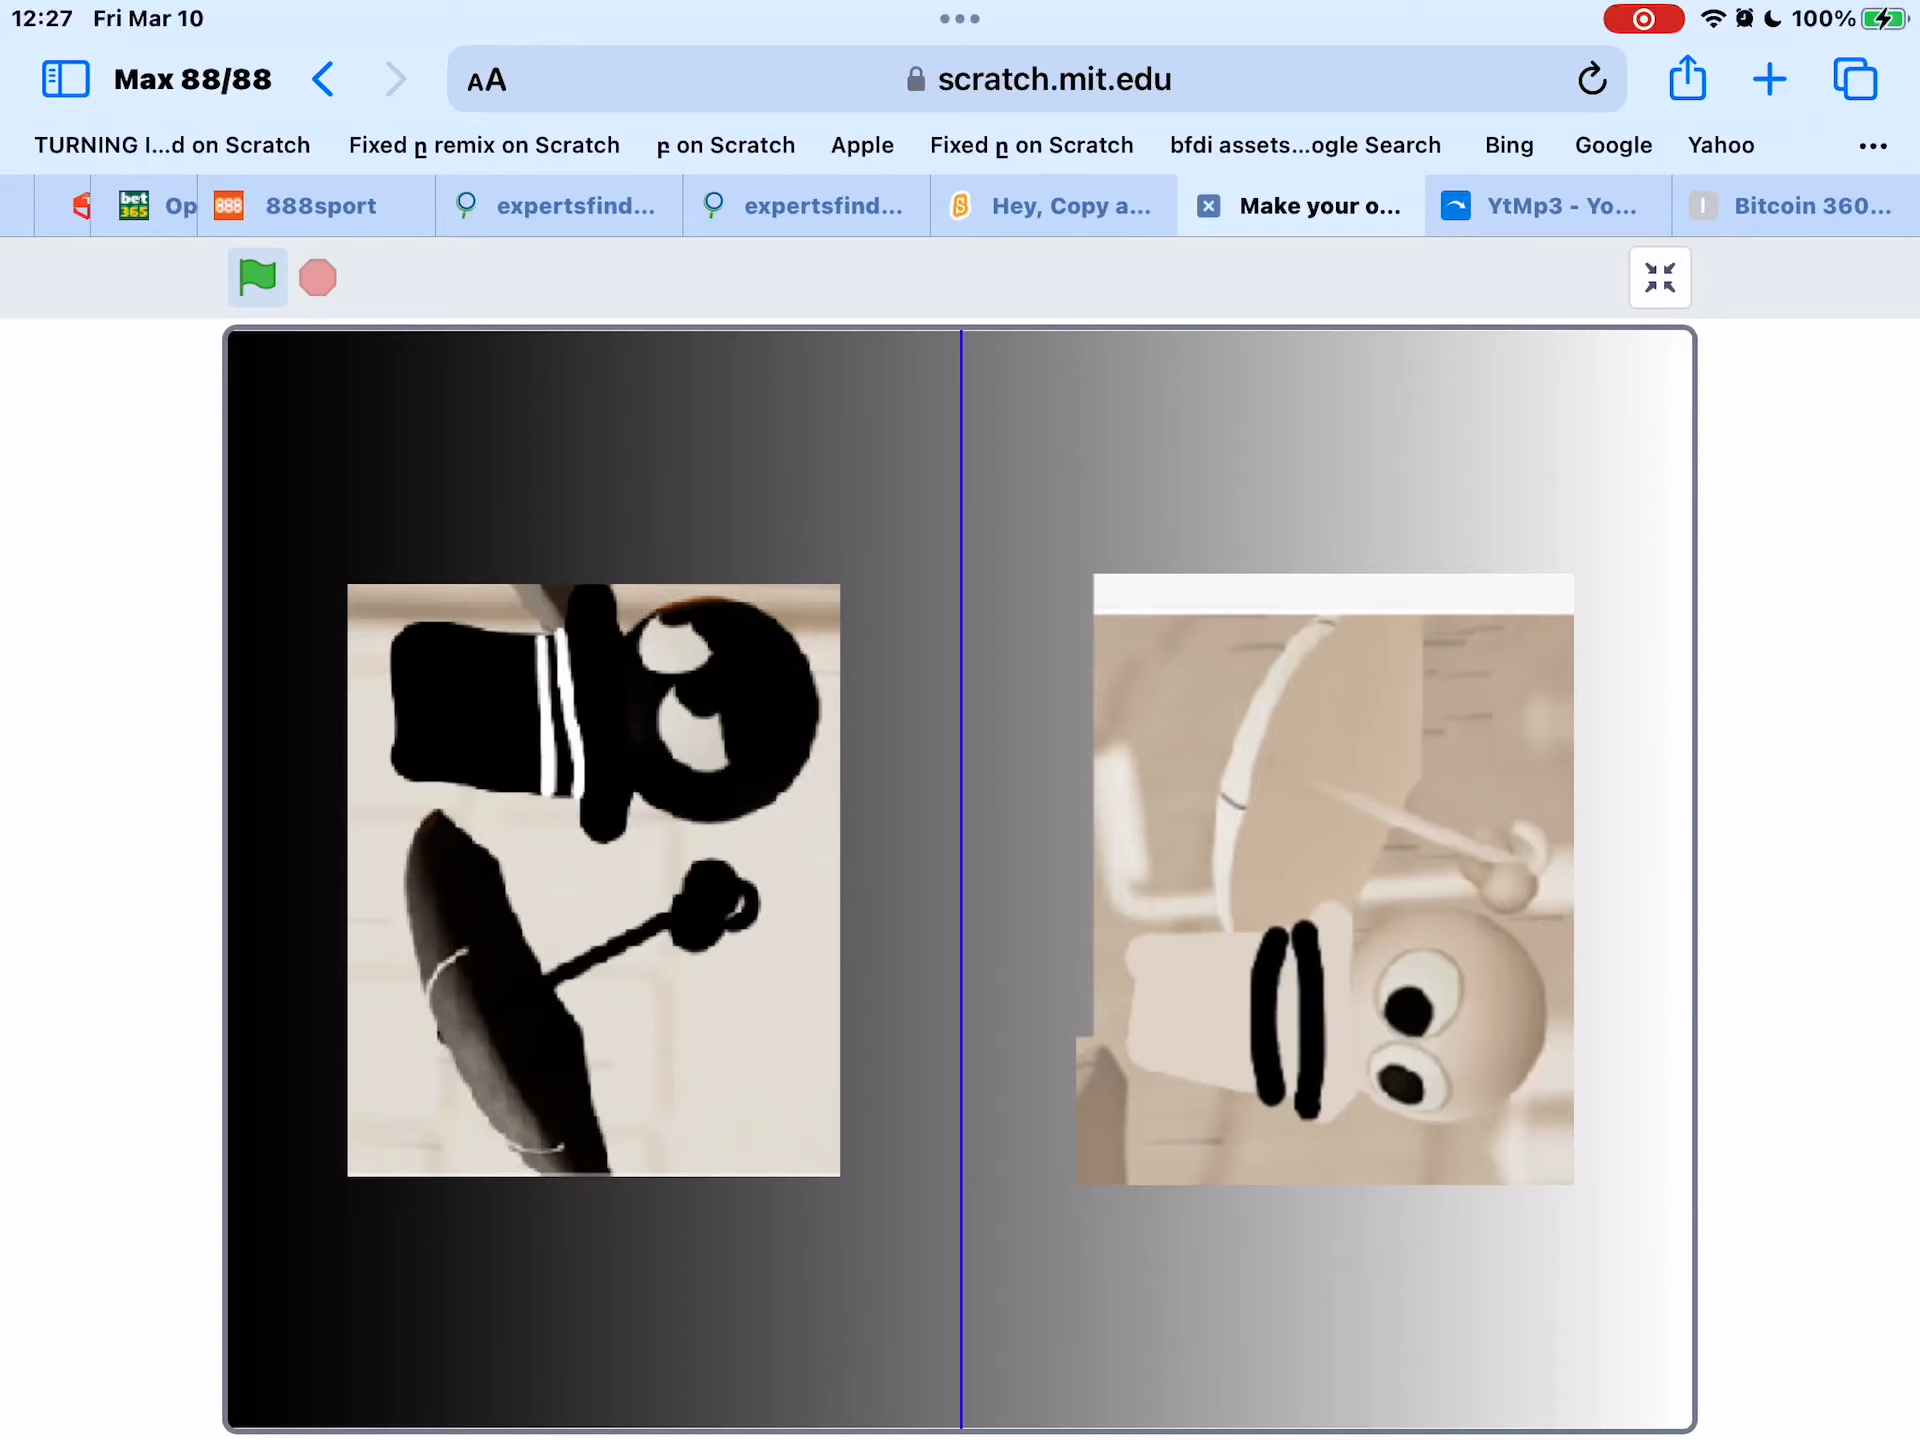 12:27 Fri Mar 10 100%
Max 88/88 AA scratch.mit.edu
TURNING I...d on Scratch Fixed ը remix on Scratch բ on Scratch Apple Fixed ը on Scratch bfdi assets...ogle Search Bing Google Yahoo
bet365 Op 888 888sport expertsfind... expertsfind... Hey, Copy a... Make your o... YtMp3 - Yo... I Bitcoin 360...